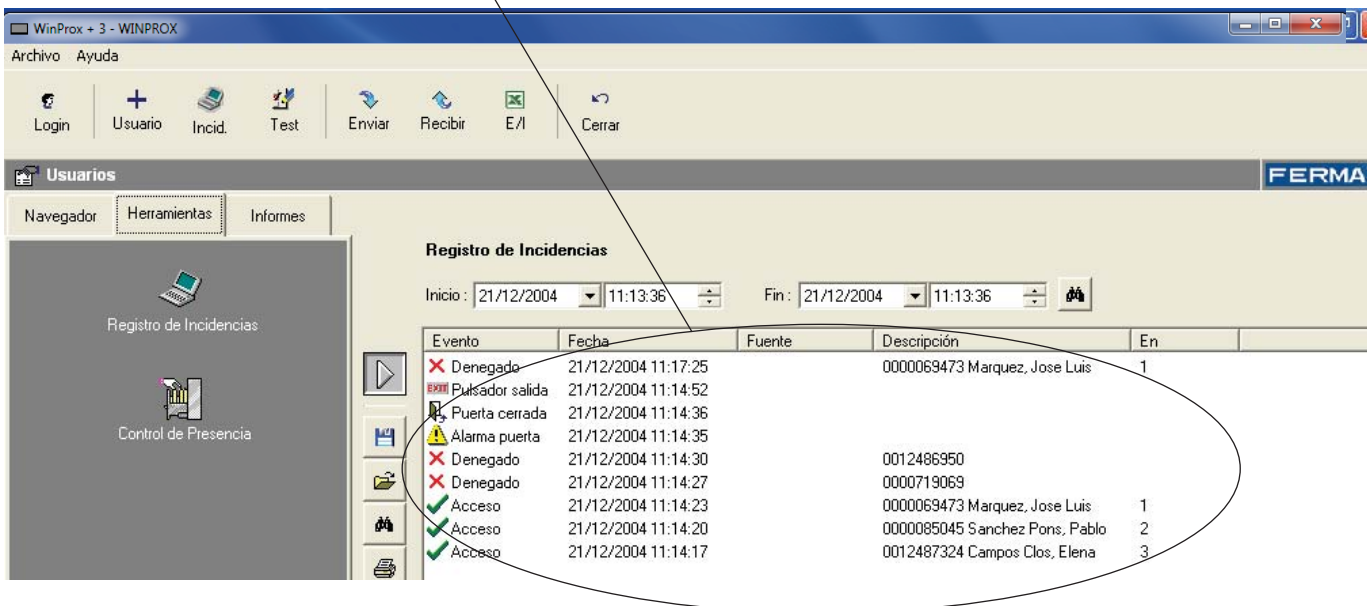 WinProx + 3 - WINPROX
Archivo Ayuda
Login Usuario Incid. Test Enviar Recibir E/I Cerrar
Usuarios FERMA
Navegador Herramientas Informes
Registro de Incidencias
Inicio : 21/12/2004 11:13:36 Fin : 21/12/2004 11:13:36
Registro de Incidencias
Evento Fecha Fuente Descripción En
Denegado 21/12/2004 11:17:25 0000069473 Marquez, Jose Luis 1
EXIT Pulsador salida 21/12/2004 11:14:52
Puerta cerrada 21/12/2004 11:14:36
Control de Presencia
Alarma puerta 21/12/2004 11:14:35
Denegado 21/12/2004 11:14:30 0012486950
Denegado 21/12/2004 11:14:27 0000719069
Acceso 21/12/2004 11:14:23 0000069473 Marquez, Jose Luis 1
Acceso 21/12/2004 11:14:20 0000085045 Sanchez Pons, Pablo 2
Acceso 21/12/2004 11:14:17 0012487324 Campos Clos, Elena 3